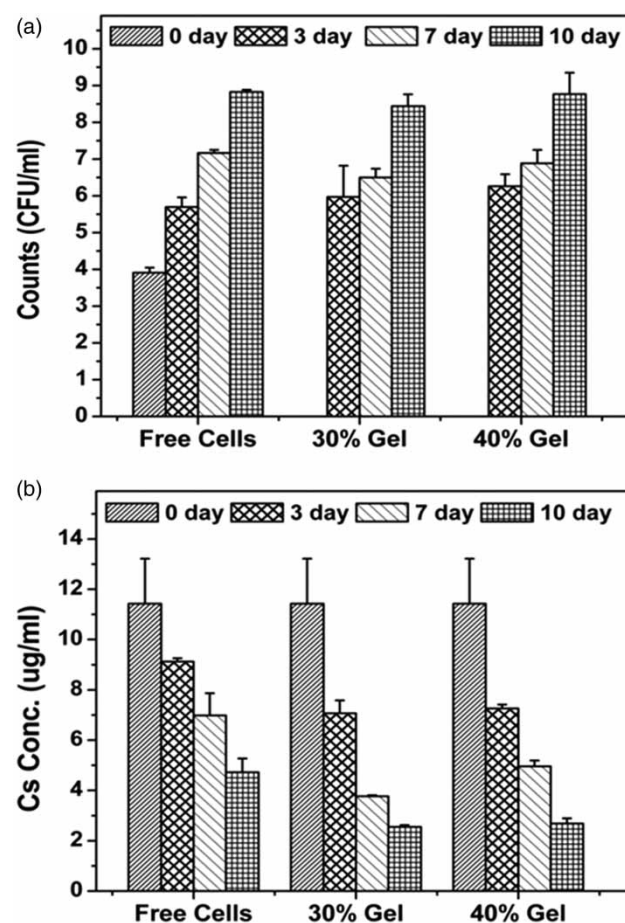 (a)
0 day 3 day 7 day 10 day
10
9
8
7
6
5
4
3
2
1
0
Counts (CFU/ml)
Free Cells 30% Gel 40% Gel
(b)
0 day 3 day 7 day 10 day
14
12
10
8
6
4
2
0
Cs Conc. (ug/ml)
Free Cells 30% Gel 40% Gel